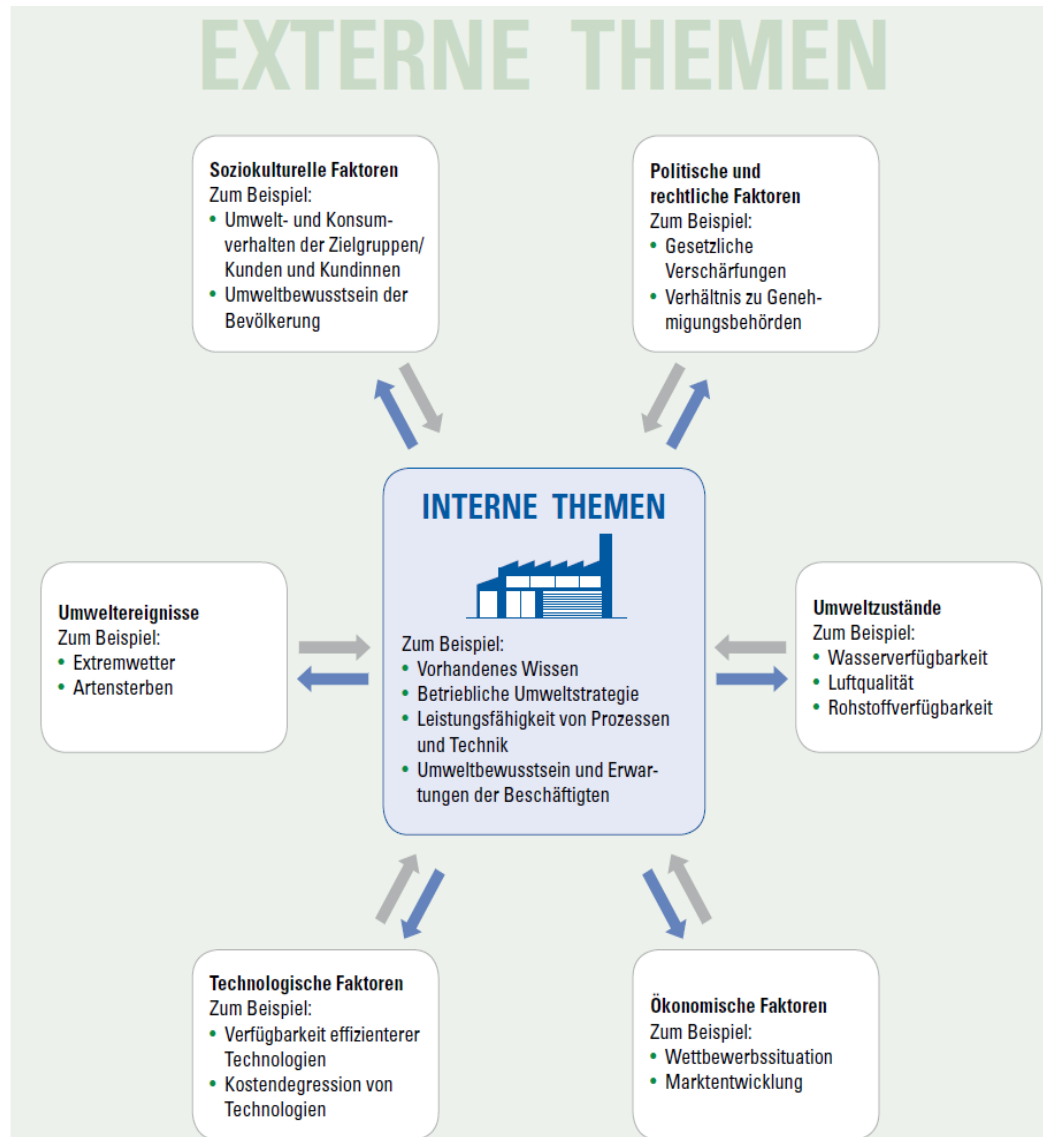 EXTERNE THEMEN
Soziokulturelle Faktoren
Zum Beispiel:
• Umwelt- und Konsum-
verhalten der Zielgruppen/
Kunden und Kundinnen
• Umweltbewusstsein der
Bevölkerung
Politische und
rechtliche Faktoren
Zum Beispiel:
• Gesetzliche
Verschärfungen
• Verhältnis zu Geneh-
migungsbehörden
INTERNE THEMEN
Zum Beispiel:
• Vorhandenes Wissen
• Betriebliche Umweltstrategie
• Leistungsfähigkeit von Prozessen
und Technik
• Umweltbewusstsein und Erwar-
tungen der Beschäftigten
Umweltereignisse
Zum Beispiel:
• Extremwetter
• Artensterben
Umweltzustände
Zum Beispiel:
• Wasserverfügbarkeit
• Luftqualität
• Rohstoffverfügbarkeit
Technologische Faktoren
Zum Beispiel:
• Verfügbarkeit effizienterer
Technologien
• Kostendegression von
Technologien
Ökonomische Faktoren
Zum Beispiel:
• Wettbewerbssituation
• Marktentwicklung